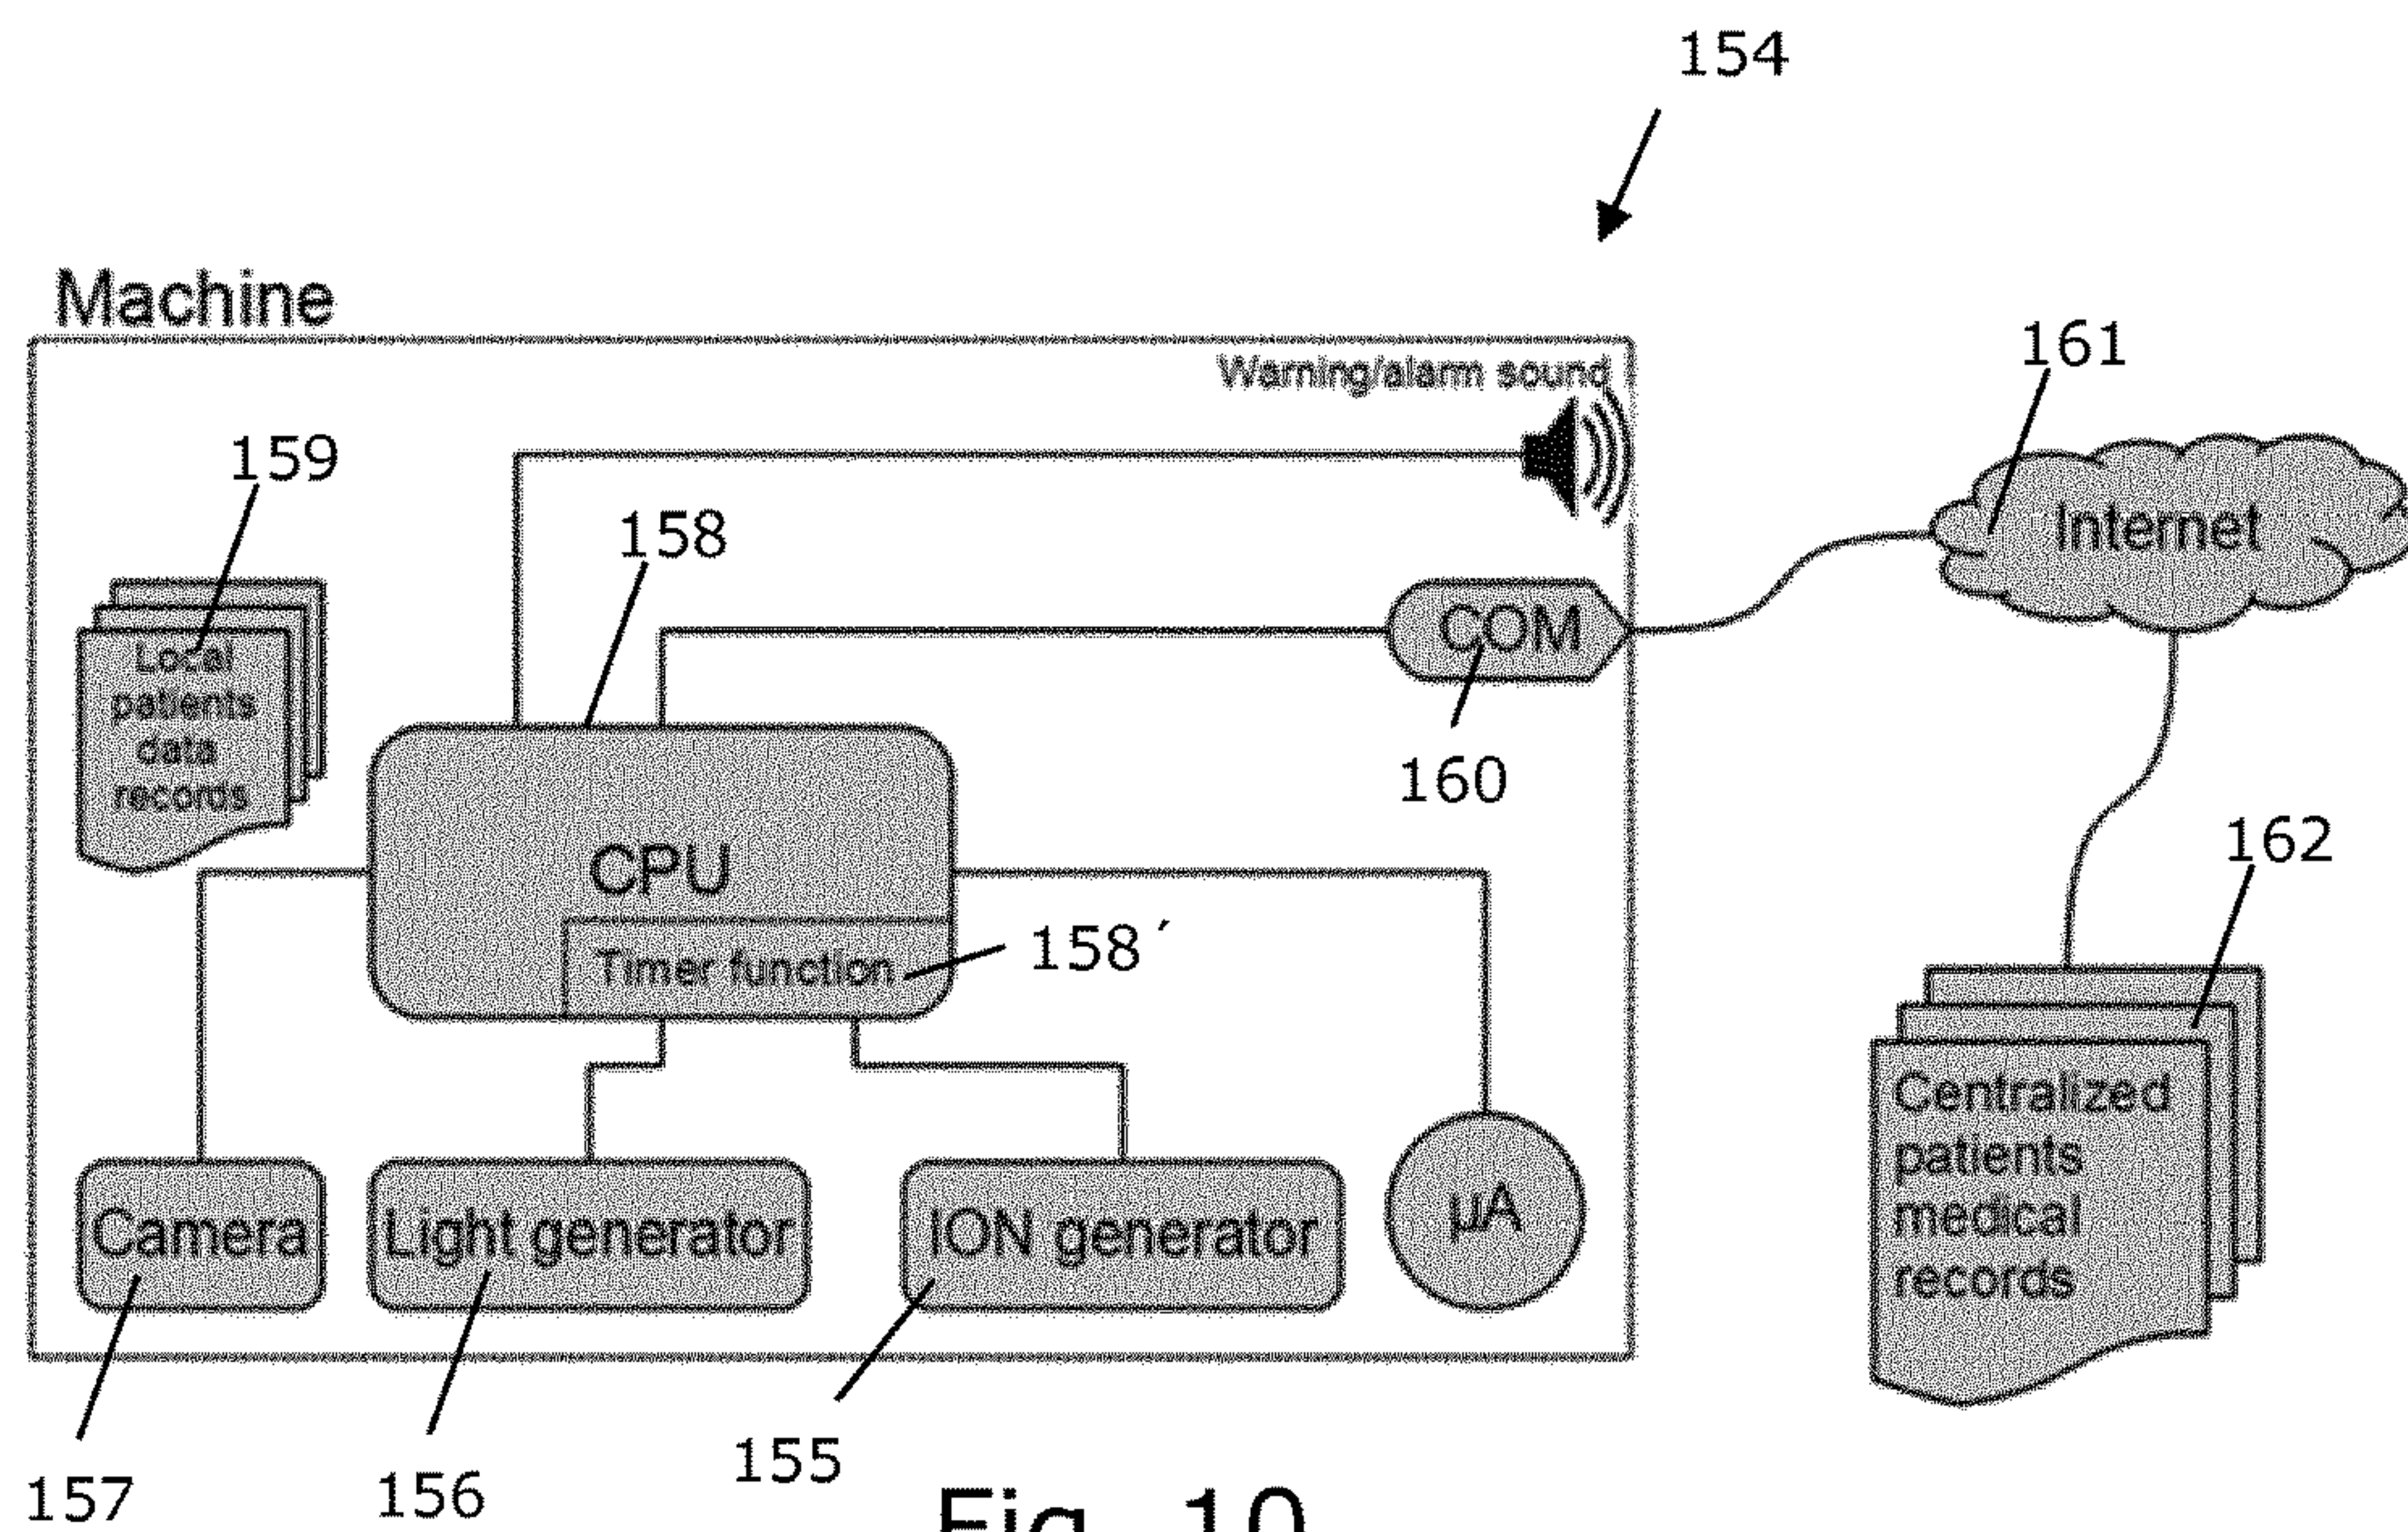 154
Machine
Warning/alarm sound
161
159
158
Internet
COM
Local
patients
data
records
160
162
CPU
158´
Timer function
Centralized
patients
medical
records
Camera
Light generator
ION generator
µA
157
156
155
Fig. 10